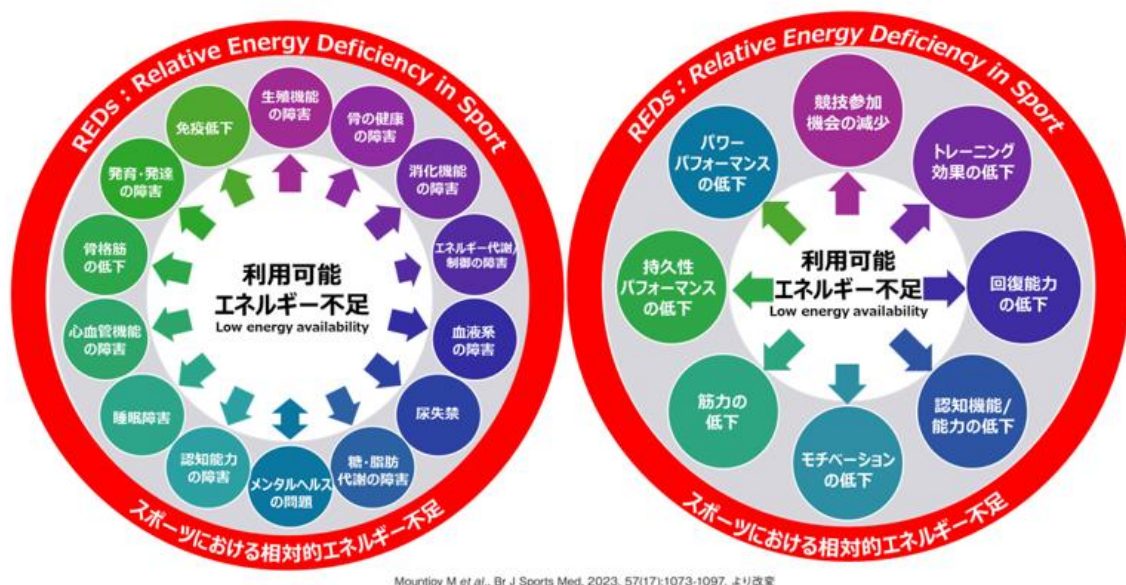 REDs : Relative Energy Deficiency in Sport
生殖機能
の障害
骨の健康
の障害
消化機能
の障害
エネルギー代謝/
制御の障害
血液系
の障害
尿失禁
糖・脂肪
代謝の障害
メンタルヘルス
の問題
認知能力
の障害
睡眠障害
心血管機能
の障害
骨格筋
の低下
発育・発達
の障害
免疫低下
利用可能
エネルギー不足
Low energy availability
スポーツにおける相対的エネルギー不足
REDs : Relative Energy Deficiency in Sport
競技参加
機会の減少
トレーニング
効果の低下
回復能力
の低下
認知機能/
能力の低下
モチベーション
の低下
筋力の
低下
持久性
パフォーマンス
の低下
パワー
パフォーマンス
の低下
利用可能
エネルギー不足
Low energy availability
スポーツにおける相対的エネルギー不足
Mountjoy M et al., Br J Sports Med. 2023, 57(17):1073-1097. より改変